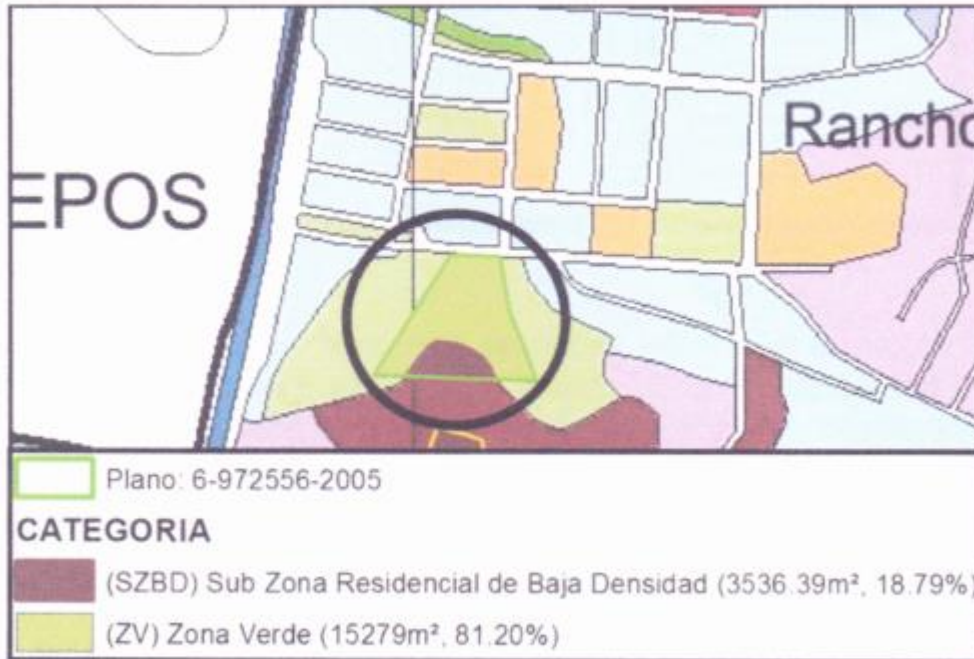 Rancho
EPOS
Plano: 6-972556-2005
CATEGORIA
(SZBD) Sub Zona Residencial de Baja Densidad (3536.39m², 18.79%)
(ZV) Zona Verde (15279m², 81.20%)